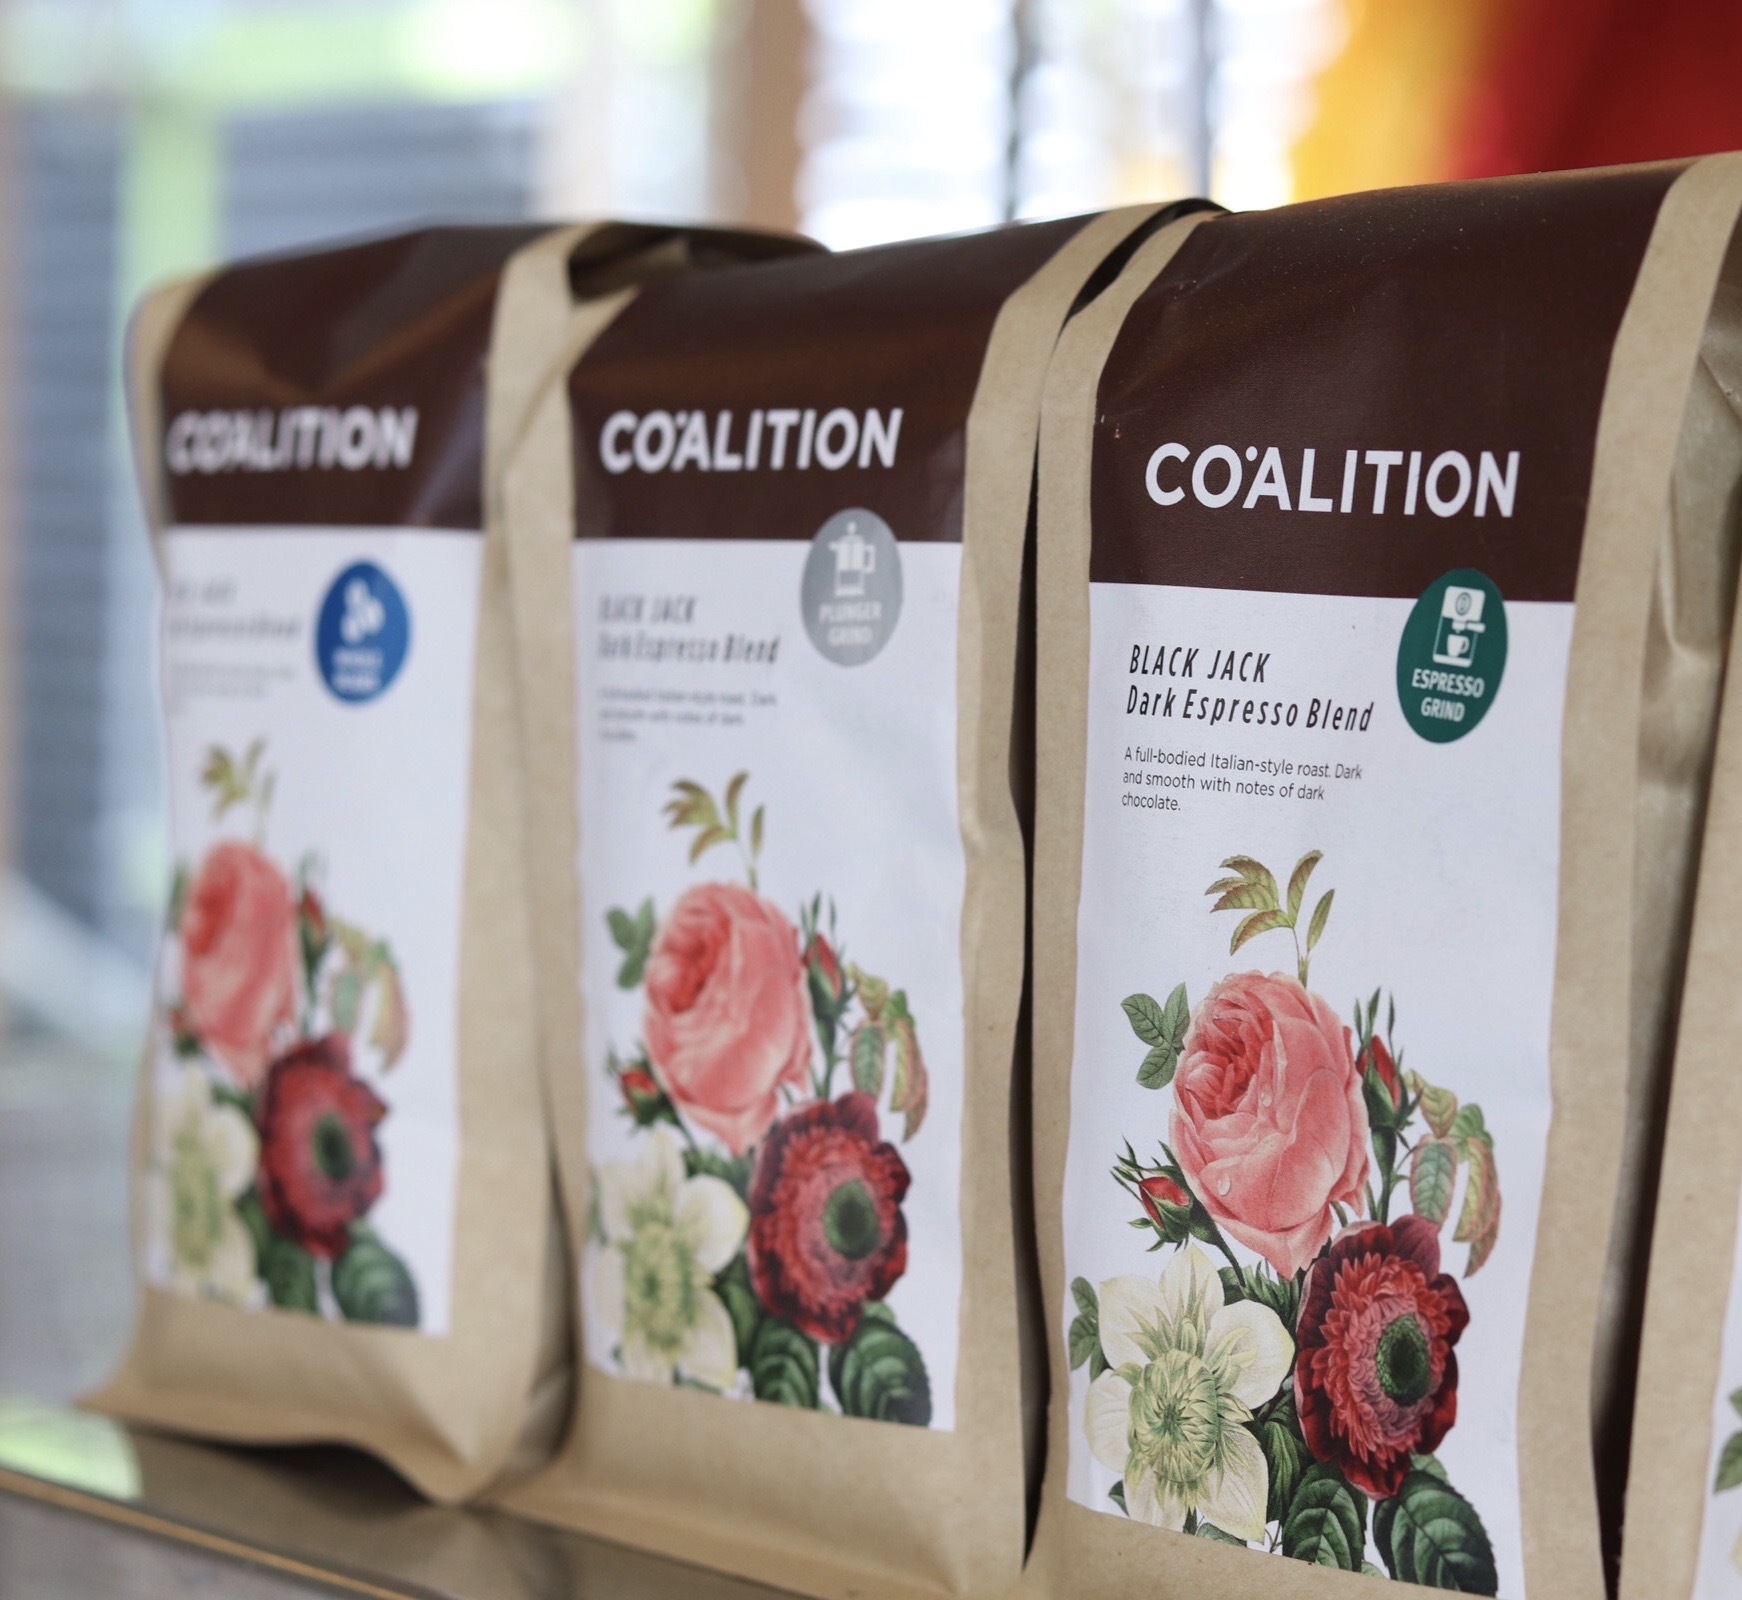 COALITION
COALITION
PLUNGER
GRIND
BLACK JACK
Dark Espresso Blend
COALITION
ESPRESSO
GRIND
BLACK JACK
Dark Espresso Blend
A full-bodied Italian-style roast. Dark
and smooth with notes of dark
chocolate.